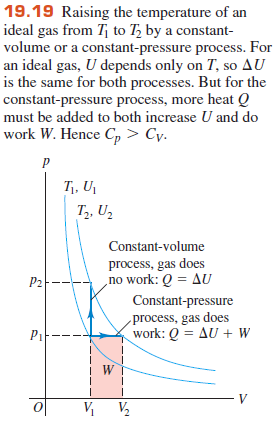 19.19 Raising the temperature of an
ideal gas from T₁ to T₂ by a constant-
volume or a constant-pressure process. For
an ideal gas, U depends only on T, so ΔU
is the same for both processes. But for the
constant-pressure process, more heat Q
must be added to both increase U and do
work W. Hence Cₚ > Cᵥ.
p
T₁, U₁
T₂, U₂
Constant-volume
process, gas does
no work: Q = ΔU
p₂
Constant-pressure
process, gas does
work: Q = ΔU + W
p₁
W
O
V₁
V₂
V